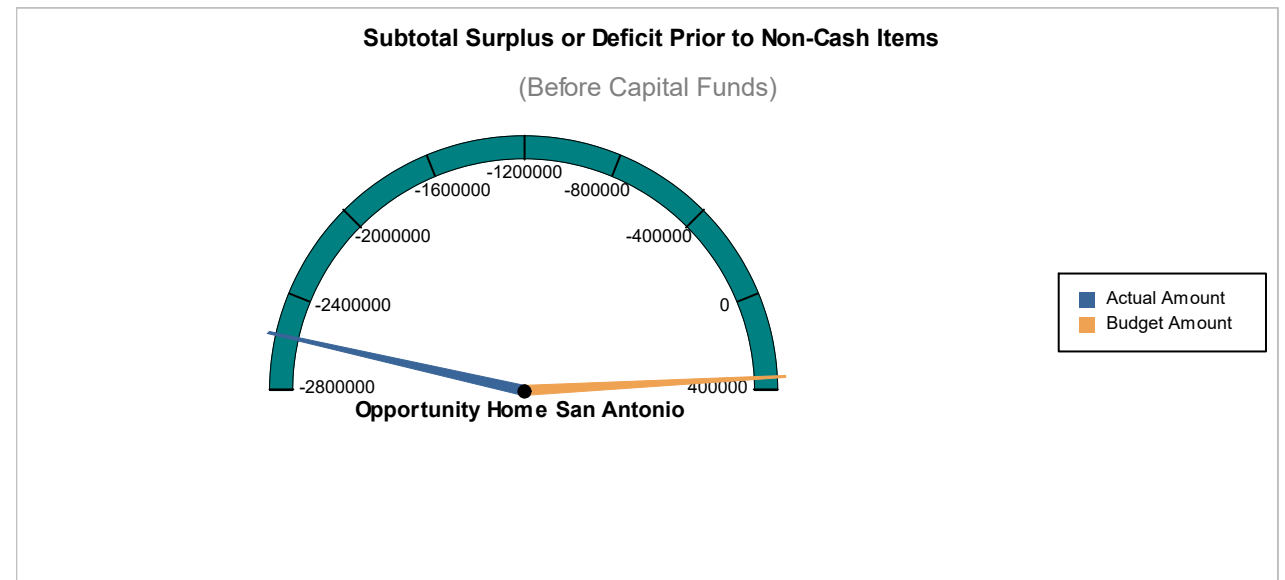 Subtotal Surplus or Deficit Prior to Non-Cash Items
(Before Capital Funds)
-1200000
-1600000
-800000
-2000000
-400000
-2400000
0
-2800000
400000
Opportunity Home San Antonio
Actual Amount
Budget Amount